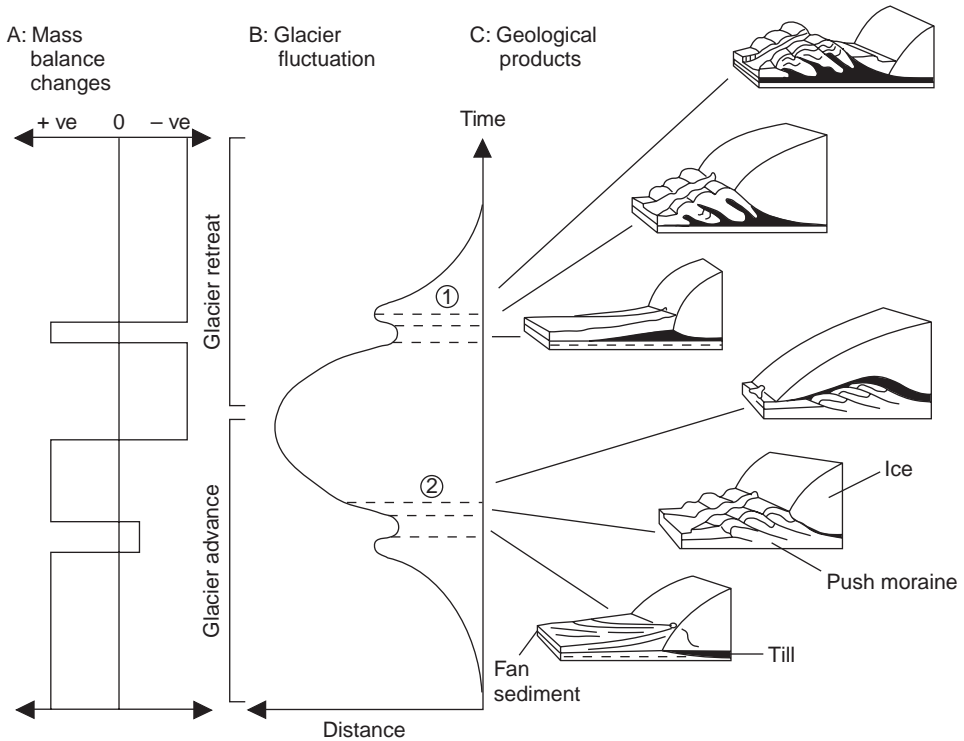 A: Mass
balance
changes
B: Glacier
fluctuation
C: Geological
products
+ ve 0 – ve
Time
Glacier retreat
Glacier advance
①
②
Ice
Push moraine
Till
Fan
sediment
Distance